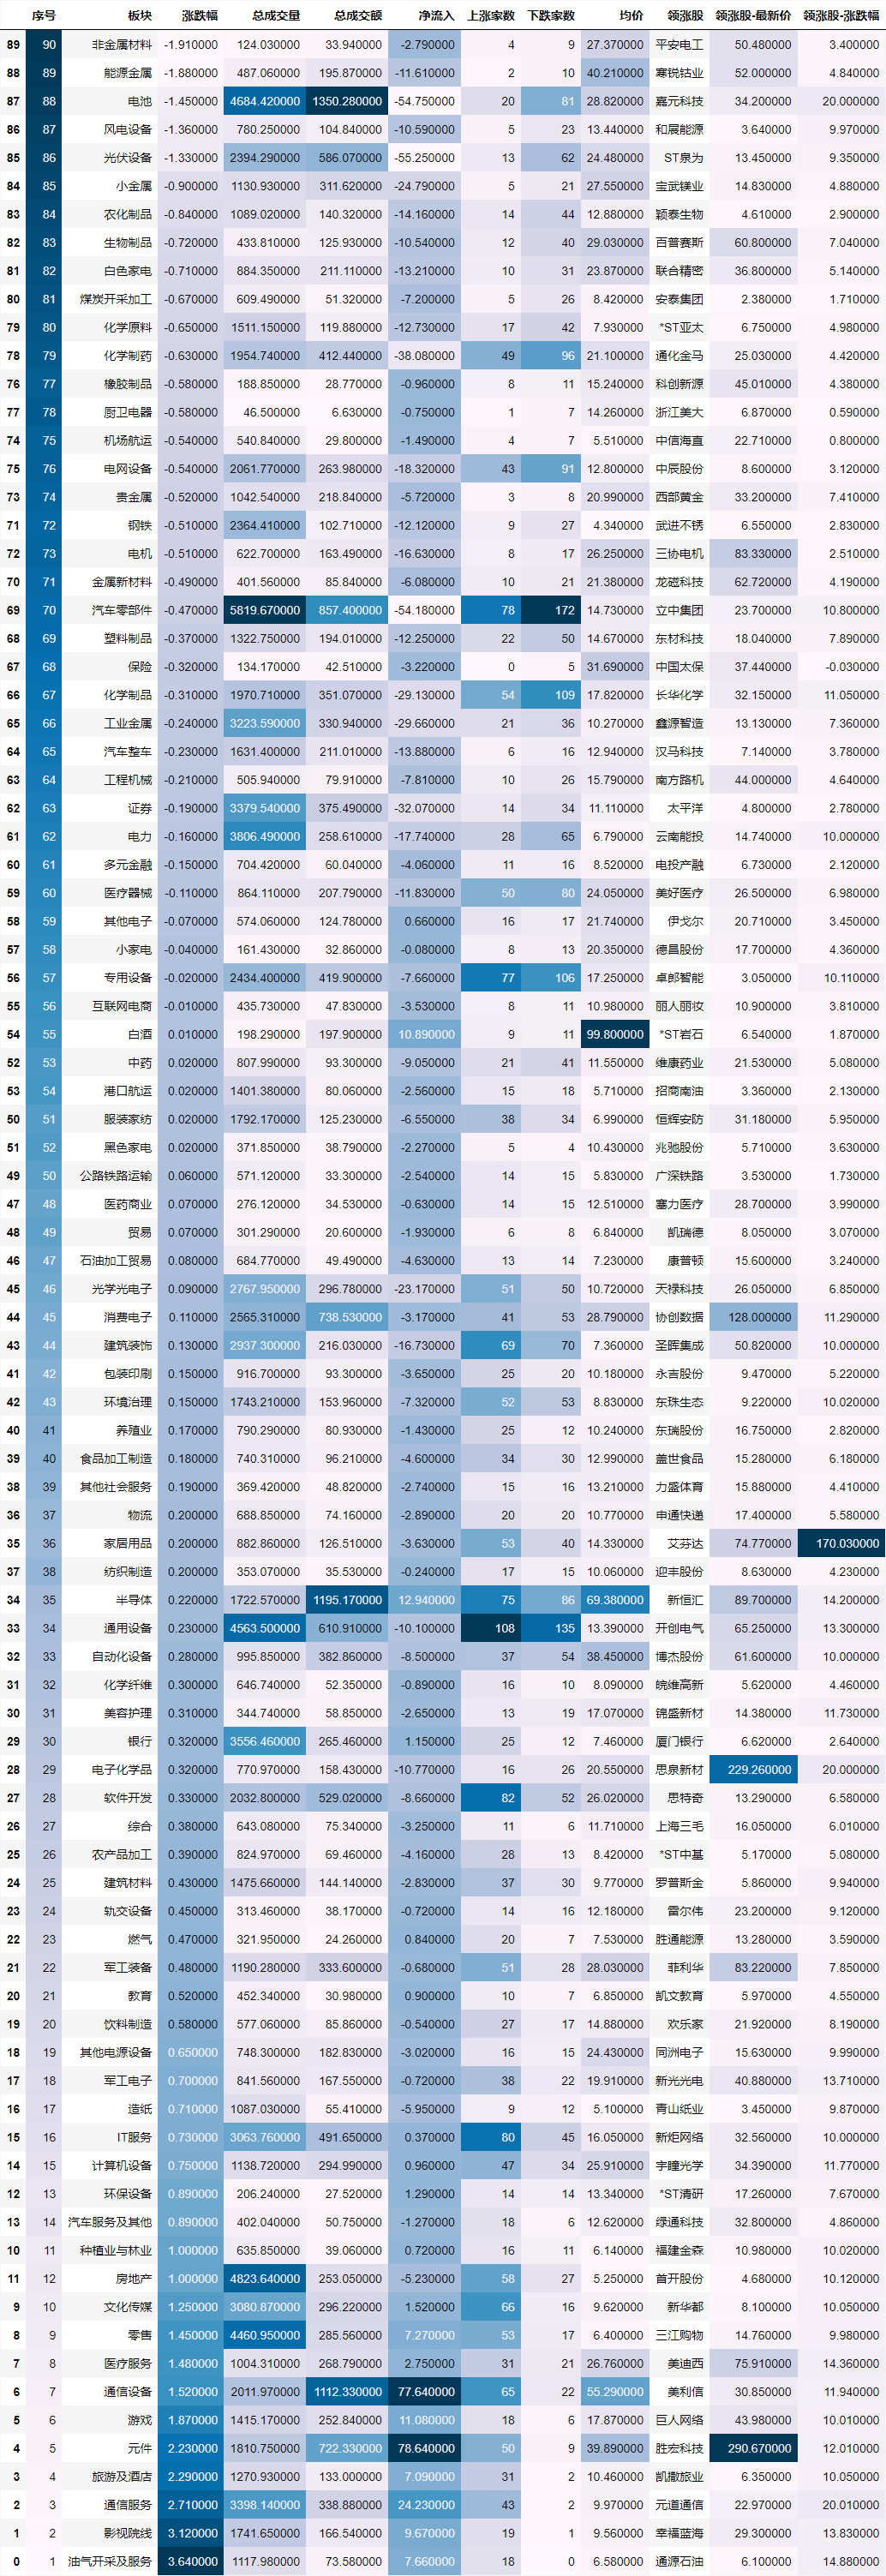 序号 板块 涨跌幅 总成交量 总成交额 净流入 上涨家数 下跌家数 均价 领涨股 领涨股-最新价 领涨股-涨跌幅
89 90 非金属材料 -1.910000 124.030000 33.940000 -2.790000 4 9 27.370000 平安电工 50.480000 3.400000
88 89 能源金属 -1.880000 487.060000 195.870000 -11.610000 2 10 40.210000 寒锐钴业 52.000000 4.840000
87 88 电池 -1.450000 4684.420000 1350.280000 -54.750000 20 81 28.820000 嘉元科技 34.200000 20.000000
86 87 风电设备 -1.360000 780.250000 104.840000 -10.590000 5 23 13.440000 和展能源 3.640000 9.970000
85 86 光伏设备 -1.330000 2394.290000 586.070000 -55.250000 13 62 24.480000 ST泉为 13.450000 9.350000
84 85 小金属 -0.900000 1130.930000 311.620000 -24.790000 5 21 27.550000 宝武镁业 14.830000 4.880000
83 84 农化制品 -0.840000 1089.020000 140.320000 -14.160000 14 44 12.880000 颖泰生物 4.610000 2.900000
82 83 生物制品 -0.720000 433.810000 125.930000 -10.540000 12 40 29.030000 百普赛斯 60.800000 7.040000
81 82 白色家电 -0.710000 884.350000 211.110000 -13.210000 10 31 23.870000 联合精密 36.800000 5.140000
80 81 煤炭开采加工 -0.670000 609.490000 51.320000 -7.200000 5 26 8.420000 安泰集团 2.380000 1.710000
79 80 化学原料 -0.650000 1511.150000 119.880000 -12.730000 17 42 7.930000 *ST亚太 6.750000 4.980000
78 79 化学制药 -0.630000 1954.740000 412.440000 -38.080000 49 96 21.100000 通化金马 25.030000 4.420000
76 77 橡胶制品 -0.580000 188.850000 28.770000 -0.960000 8 11 15.240000 科创新源 45.010000 4.380000
77 78 厨卫电器 -0.580000 46.500000 6.630000 -0.750000 1 7 14.260000 浙江美大 6.870000 0.590000
74 75 机场航运 -0.540000 540.840000 29.800000 -1.490000 4 7 5.510000 中信海直 22.710000 0.800000
75 76 电网设备 -0.540000 2061.770000 263.980000 -18.320000 43 91 12.800000 中辰股份 8.600000 3.120000
73 74 贵金属 -0.520000 1042.540000 218.840000 -5.720000 3 8 20.990000 西部黄金 33.200000 7.410000
71 72 钢铁 -0.510000 2364.410000 102.710000 -12.120000 9 27 4.340000 武进不锈 6.550000 2.830000
72 73 电机 -0.510000 622.700000 163.490000 -16.630000 8 17 26.250000 三协电机 83.330000 2.510000
70 71 金属新材料 -0.490000 401.560000 85.840000 -6.080000 10 21 21.380000 龙磁科技 62.720000 4.190000
69 70 汽车零部件 -0.470000 5819.670000 857.400000 -54.180000 78 172 14.730000 立中集团 23.700000 10.800000
68 69 塑料制品 -0.370000 1322.750000 194.010000 -12.250000 22 50 14.670000 东材科技 18.040000 7.890000
67 68 保险 -0.320000 134.170000 42.510000 -3.220000 0 5 31.690000 中国太保 37.440000 -0.030000
66 67 化学制品 -0.310000 1970.710000 351.070000 -29.130000 54 109 17.820000 长华化学 32.150000 11.050000
65 66 工业金属 -0.240000 3223.590000 330.940000 -29.660000 21 36 10.270000 鑫源智造 13.130000 7.360000
64 65 汽车整车 -0.230000 1631.400000 211.010000 -13.880000 6 16 12.940000 汉马科技 7.140000 3.780000
63 64 工程机械 -0.210000 505.940000 79.910000 -7.810000 10 26 15.790000 南方路机 44.000000 4.640000
62 63 证券 -0.190000 3379.540000 375.490000 -32.070000 14 34 11.110000 太平洋 4.800000 2.780000
61 62 电力 -0.160000 3806.490000 258.610000 -17.740000 28 65 6.790000 云南能投 14.740000 10.000000
60 61 多元金融 -0.150000 704.420000 60.040000 -4.060000 11 16 8.520000 电投产融 6.730000 2.120000
59 60 医疗器械 -0.110000 864.110000 207.790000 -11.830000 50 80 24.050000 美好医疗 26.500000 6.980000
58 59 其他电子 -0.070000 574.060000 124.780000 0.660000 16 17 21.740000 伊戈尔 20.710000 3.450000
57 58 小家电 -0.040000 161.430000 32.860000 -0.080000 8 13 20.350000 德昌股份 17.700000 4.360000
56 57 专用设备 -0.020000 2434.400000 419.900000 -7.660000 77 106 17.250000 卓郎智能 3.050000 10.110000
55 56 互联网电商 -0.010000 435.730000 47.830000 -3.530000 8 11 10.980000 丽人丽妆 10.900000 3.810000
54 55 白酒 0.010000 198.290000 197.900000 10.890000 9 11 99.800000 *ST岩石 6.540000 1.870000
52 53 中药 0.020000 807.990000 93.300000 -9.050000 21 41 11.550000 维康药业 21.530000 5.080000
53 54 港口航运 0.020000 1401.380000 80.060000 -2.560000 15 18 5.710000 招商南油 3.360000 2.130000
50 51 服装家纺 0.020000 1792.170000 125.230000 -6.550000 38 34 6.990000 恒辉安防 31.180000 5.950000
51 52 黑色家电 0.020000 371.850000 38.790000 -2.270000 5 4 10.430000 兆驰股份 5.710000 3.630000
49 50 公路铁路运输 0.060000 571.120000 33.300000 -2.540000 14 15 5.830000 广深铁路 3.530000 1.730000
47 48 医药商业 0.070000 276.120000 34.530000 -0.630000 14 15 12.510000 塞力医疗 28.700000 3.990000
48 49 贸易 0.070000 301.290000 20.600000 -1.930000 6 8 6.840000 凯瑞德 8.050000 3.070000
46 47 石油加工贸易 0.080000 684.770000 49.490000 -4.630000 13 14 7.230000 康普顿 15.600000 3.240000
45 46 光学光电子 0.090000 2767.950000 296.780000 -23.170000 51 50 10.720000 天禄科技 26.050000 6.850000
44 45 消费电子 0.110000 2565.310000 738.530000 -3.170000 41 53 28.790000 协创数据 128.000000 11.290000
43 44 建筑装饰 0.130000 2937.300000 216.030000 -16.730000 69 70 7.360000 圣晖集成 50.820000 10.000000
41 42 包装印刷 0.150000 916.700000 93.300000 -3.650000 25 20 10.180000 永吉股份 9.470000 5.220000
42 43 环境治理 0.150000 1743.210000 153.960000 -7.320000 52 53 8.830000 东珠生态 9.220000 10.020000
40 41 养殖业 0.170000 790.290000 80.930000 -1.430000 25 12 10.240000 东瑞股份 16.750000 2.820000
39 40 食品加工制造 0.180000 740.310000 96.210000 -4.600000 34 30 12.990000 盖世食品 15.280000 6.180000
38 39 其他社会服务 0.190000 369.420000 48.820000 -2.740000 15 16 13.210000 力盛体育 15.880000 4.410000
36 37 物流 0.200000 688.850000 74.160000 -2.890000 20 20 10.770000 申通快递 17.400000 5.580000
35 36 家居用品 0.200000 882.860000 126.510000 -3.630000 53 40 14.330000 艾芬达 74.770000 170.030000
37 38 纺织制造 0.200000 353.070000 35.530000 -0.240000 17 15 10.060000 迎丰股份 8.630000 4.230000
34 35 半导体 0.220000 1722.570000 1195.170000 12.940000 75 86 69.380000 新恒汇 89.700000 14.200000
33 34 通用设备 0.230000 4563.500000 610.910000 -10.100000 108 135 13.390000 开创电气 65.250000 13.300000
32 33 自动化设备 0.280000 995.850000 382.860000 -8.500000 37 54 38.450000 博杰股份 61.600000 10.000000
31 32 化学纤维 0.300000 646.740000 52.350000 -0.890000 16 10 8.090000 皖维高新 5.620000 4.460000
30 31 美容护理 0.310000 344.740000 58.850000 -2.650000 13 19 17.070000 锦盛新材 14.380000 11.730000
29 30 银行 0.320000 3556.460000 265.460000 1.150000 25 12 7.460000 厦门银行 6.620000 2.640000
28 29 电子化学品 0.320000 770.970000 158.430000 -10.770000 16 26 20.550000 思泉新材 229.260000 20.000000
27 28 软件开发 0.330000 2032.800000 529.020000 -8.660000 82 52 26.020000 思特奇 13.290000 6.580000
26 27 综合 0.380000 643.080000 75.340000 -3.250000 11 6 11.710000 上海三毛 16.050000 6.010000
25 26 农产品加工 0.390000 824.970000 69.460000 -4.160000 28 13 8.420000 *ST中基 5.170000 5.080000
24 25 建筑材料 0.430000 1475.660000 144.140000 -2.830000 37 30 9.770000 罗普斯金 5.860000 9.940000
23 24 轨交设备 0.450000 313.460000 38.170000 -0.720000 14 16 12.180000 雷尔伟 23.200000 9.120000
22 23 燃气 0.470000 321.950000 24.260000 0.840000 20 7 7.530000 胜通能源 13.280000 3.590000
21 22 军工装备 0.480000 1190.280000 333.600000 -0.680000 51 28 28.030000 菲利华 83.220000 7.850000
20 21 教育 0.520000 452.340000 30.980000 0.900000 10 7 6.850000 凯文教育 5.970000 4.550000
19 20 饮料制造 0.580000 577.060000 85.860000 -0.540000 27 17 14.880000 欢乐家 21.920000 8.190000
18 19 其他电源设备 0.650000 748.300000 182.830000 -3.020000 16 15 24.430000 同洲电子 15.630000 9.990000
17 18 军工电子 0.700000 841.560000 167.550000 -0.720000 38 22 19.910000 新光光电 40.880000 13.710000
16 17 造纸 0.710000 1087.030000 55.410000 -5.950000 9 12 5.100000 青山纸业 3.450000 9.870000
15 16 IT服务 0.730000 3063.760000 491.650000 0.370000 80 45 16.050000 新炬网络 32.560000 10.000000
14 15 计算机设备 0.750000 1138.720000 294.990000 0.960000 47 34 25.910000 宇瞳光学 34.390000 11.770000
12 13 环保设备 0.890000 206.240000 27.520000 1.290000 14 14 13.340000 *ST清研 17.260000 7.670000
13 14 汽车服务及其他 0.890000 402.040000 50.750000 -1.270000 18 6 12.620000 绿通科技 32.800000 4.860000
10 11 种植业与林业 1.000000 635.850000 39.060000 0.720000 16 11 6.140000 福建金森 10.980000 10.020000
11 12 房地产 1.000000 4823.640000 253.050000 -5.230000 58 27 5.250000 首开股份 4.680000 10.120000
9 10 文化传媒 1.250000 3080.870000 296.220000 1.520000 66 16 9.620000 新华都 8.100000 10.050000
8 9 零售 1.450000 4460.950000 285.560000 7.270000 53 17 6.400000 三江购物 14.760000 9.980000
7 8 医疗服务 1.480000 1004.310000 268.790000 2.750000 31 21 26.760000 美迪西 75.910000 14.360000
6 7 通信设备 1.520000 2011.970000 1112.330000 77.640000 65 22 55.290000 美利信 30.850000 11.940000
5 6 游戏 1.870000 1415.170000 252.840000 11.080000 18 6 17.870000 巨人网络 43.980000 10.010000
4 5 元件 2.230000 1810.750000 722.330000 78.640000 50 9 39.890000 胜宏科技 290.670000 12.010000
3 4 旅游及酒店 2.290000 1270.930000 133.000000 7.090000 31 2 10.460000 凯撒旅业 6.350000 10.050000
2 3 通信服务 2.710000 3398.140000 338.880000 24.230000 43 2 9.970000 元道通信 22.970000 20.010000
1 2 影视院线 3.120000 1741.650000 166.540000 9.670000 19 1 9.560000 幸福蓝海 29.300000 13.830000
0 1 油气开采及服务 3.640000 1117.980000 73.580000 7.660000 18 0 6.580000 通源石油 6.100000 14.880000